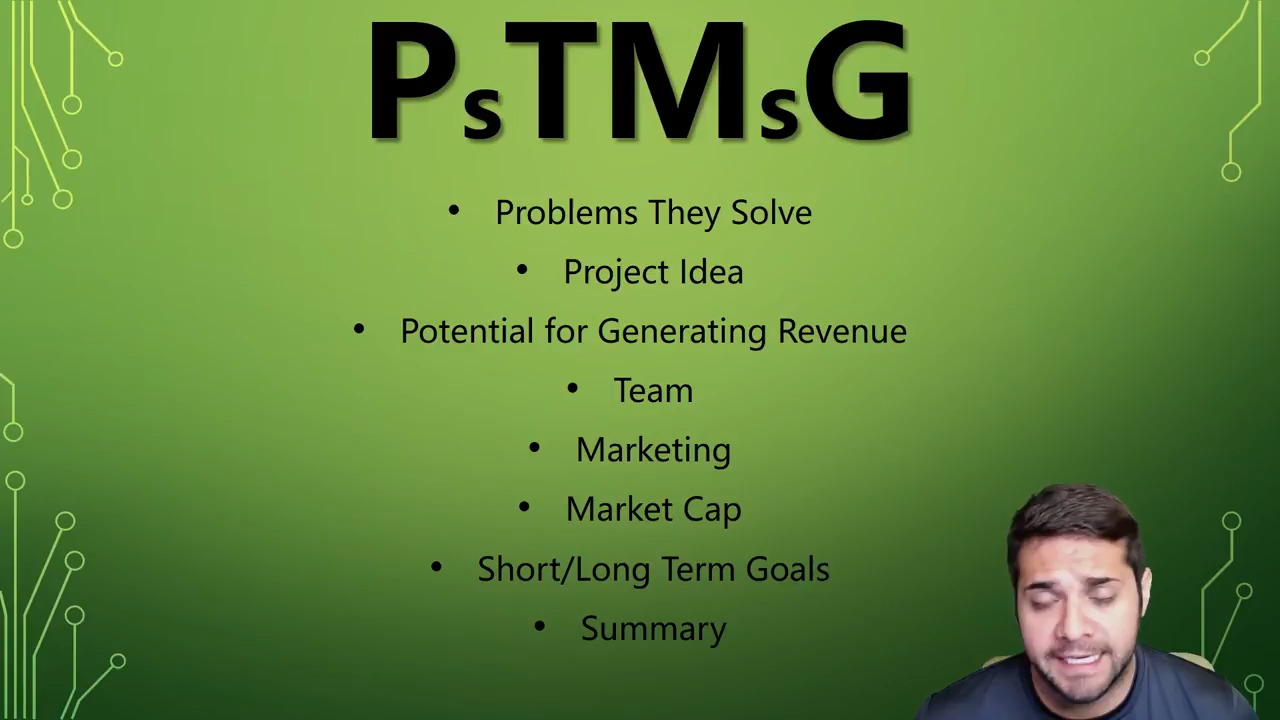 PsTMsG
• Problems They Solve
• Project Idea
• Potential for Generating Revenue
• Team
• Marketing
• Market Cap
• Short/Long Term Goals
• Summary